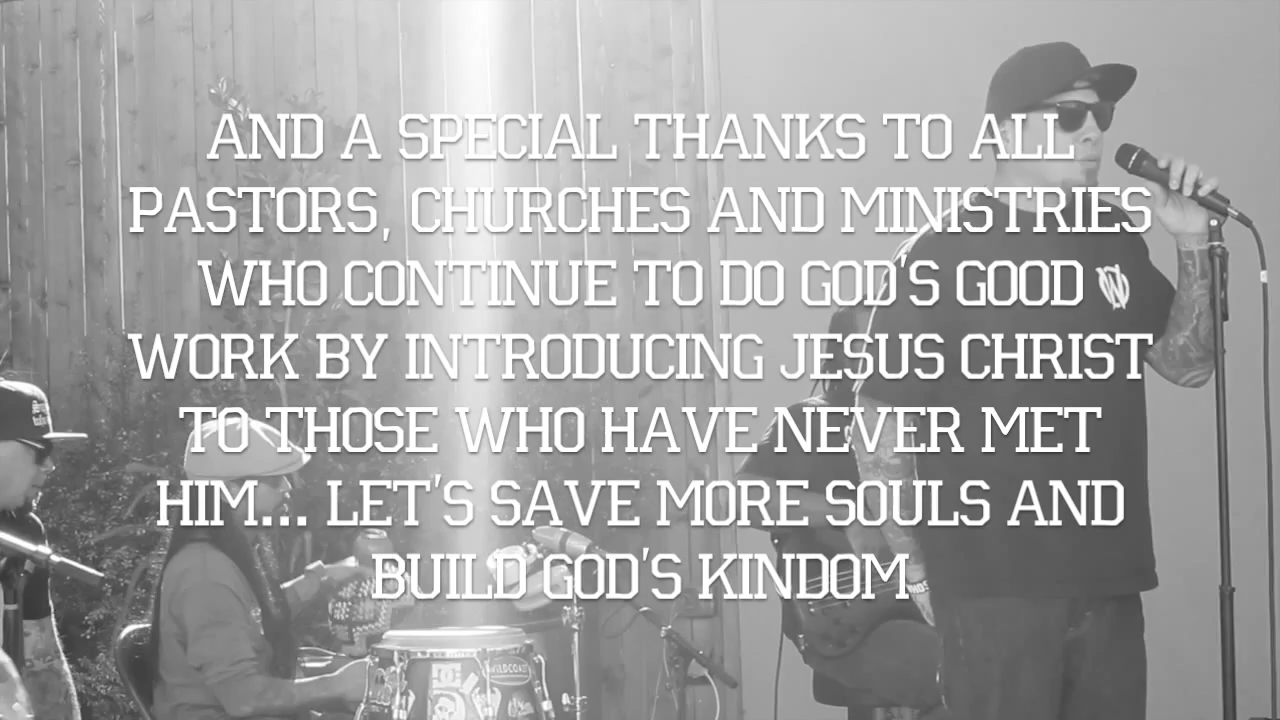 AND A SPECIAL THANKS TO ALL
PASTORS, CHURCHES AND MINISTRIES
WHO CONTINUE TO DO GOD'S GOOD
WORK BY INTRODUCING JESUS CHRIST
TO THOSE WHO HAVE NEVER MET
HIM... LET'S SAVE MORE SOULS AND
BUILD GOD'S KINDOM
WILDCOAST